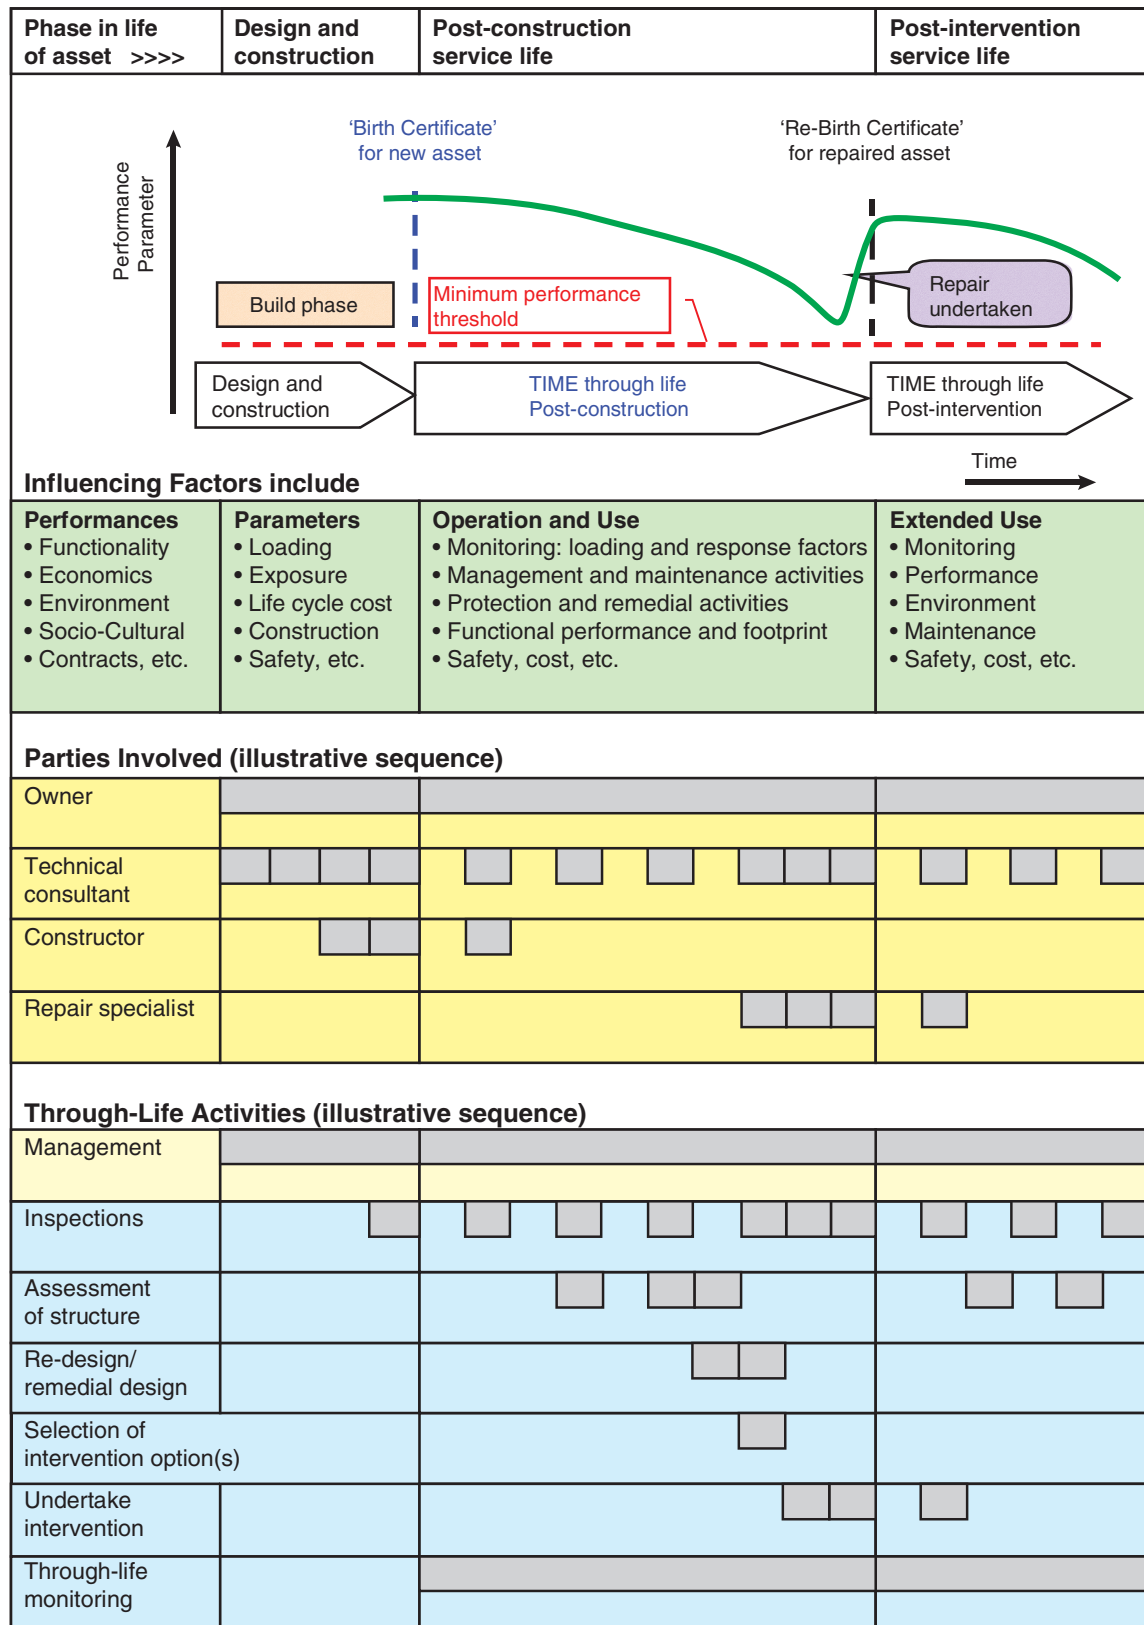 Phase in life
of asset >>>>
Design and
construction
Post-construction
service life
Post-intervention
service life
Performance
Parameter
'Birth Certificate'
for new asset
'Re-Birth Certificate'
for repaired asset
Build phase
Minimum performance
threshold
Repair
undertaken
Design and
construction
TIME through life
Post-construction
TIME through life
Post-intervention
Time
Influencing Factors include
Performances
• Functionality
• Economics
• Environment
• Socio-Cultural
• Contracts, etc.
Parameters
• Loading
• Exposure
• Life cycle cost
• Construction
• Safety, etc.
Operation and Use
• Monitoring: loading and response factors
• Management and maintenance activities
• Protection and remedial activities
• Functional performance and footprint
• Safety, cost, etc.
Extended Use
• Monitoring
• Performance
• Environment
• Maintenance
• Safety, cost, etc.
Parties Involved (illustrative sequence)
Owner
Technical
consultant
Constructor
Repair specialist
Through-Life Activities (illustrative sequence)
Management
Inspections
Assessment
of structure
Re-design/
remedial design
Selection of
intervention option(s)
Undertake
intervention
Through-life
monitoring